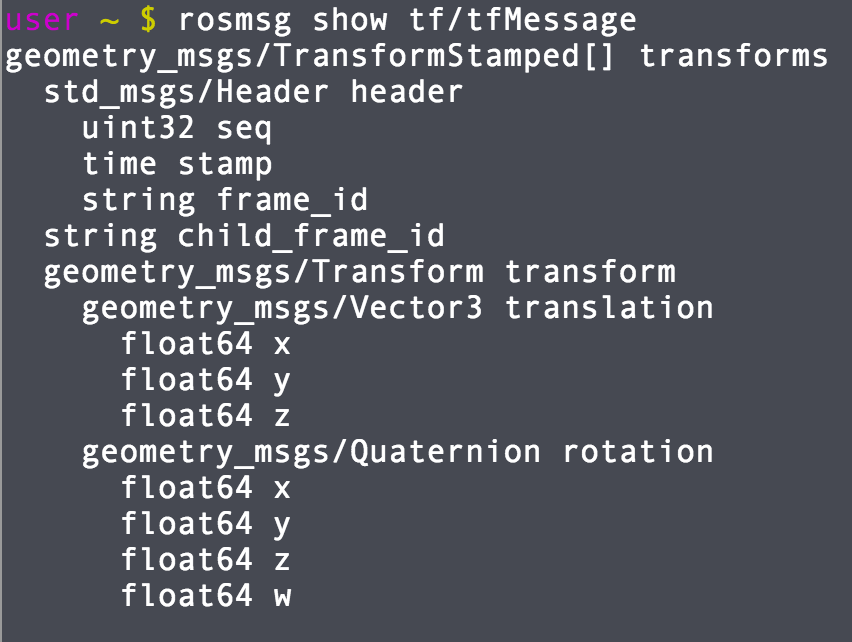 user ~ $ rosmsg show tf/tfMessage
geometry_msgs/TransformStamped[] transforms
  std_msgs/Header header
    uint32 seq
    time stamp
    string frame_id
  string child_frame_id
  geometry_msgs/Transform transform
    geometry_msgs/Vector3 translation
      float64 x
      float64 y
      float64 z
    geometry_msgs/Quaternion rotation
      float64 x
      float64 y
      float64 z
      float64 w